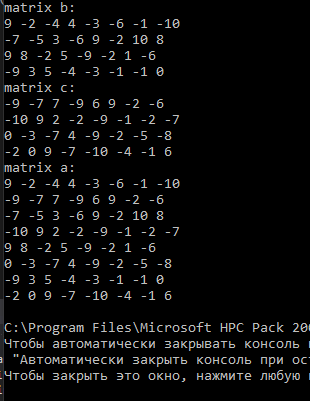 matrix b:
9 -2 -4 4 -3 -6 -1 -10
-7 -5 3 -6 9 -2 10 8
9 8 -2 5 -9 -2 1 -6
-9 3 5 -4 -3 -1 -1 0
matrix c:
-9 -7 7 -9 6 9 -2 -6
-10 9 2 -2 -9 -1 -2 -7
0 -3 -7 4 -9 -2 -5 -8
-2 0 9 -7 -10 -4 -1 6
matrix a:
9 -2 -4 4 -3 -6 -1 -10
-9 -7 7 -9 6 9 -2 -6
-7 -5 3 -6 9 -2 10 8
-10 9 2 -2 -9 -1 -2 -7
9 8 -2 5 -9 -2 1 -6
0 -3 -7 4 -9 -2 -5 -8
-9 3 5 -4 -3 -1 -1 0
-2 0 9 -7 -10 -4 -1 6
C:\Program Files\Microsoft HPC Pack
Чтобы автоматически закрывать консоль
"Автоматически закрыть консоль при
Чтобы закрыть это окно, нажмите любую